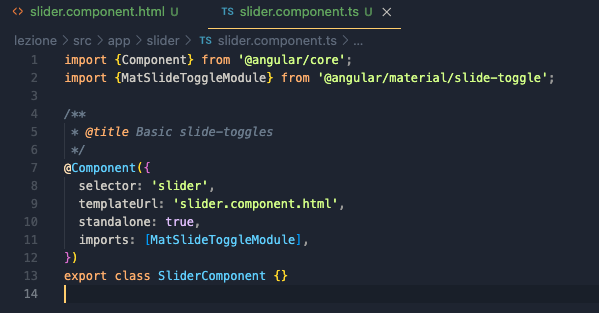 <> slider.component.html U
TS slider.component.ts U ×
lezione > src > app > slider > TS slider.component.ts > ...
1 import {Component} from '@angular/core';
2 import {MatSlideToggleModule} from '@angular/material/slide-toggle';
3
4 /**
5 * @title Basic slide-toggles
6 */
7 @Component({
8 selector: 'slider',
9 templateUrl: 'slider.component.html',
10 standalone: true,
11 imports: [MatSlideToggleModule],
12 })
13 export class SliderComponent {}
14